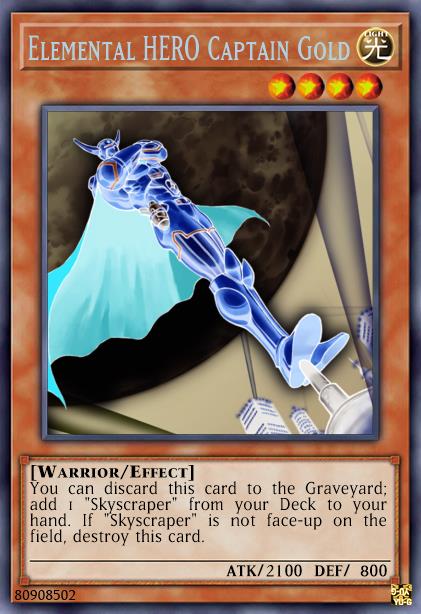 Elemental HERO Captain Gold
LIGHT
光
[Warrior/Effect]
You can discard this card to the Graveyard;
add 1 "Skyscraper" from your Deck to your
hand. If "Skyscraper" is not face-up on the
field, destroy this card.
ATK/2100 DEF/ 800
80908502